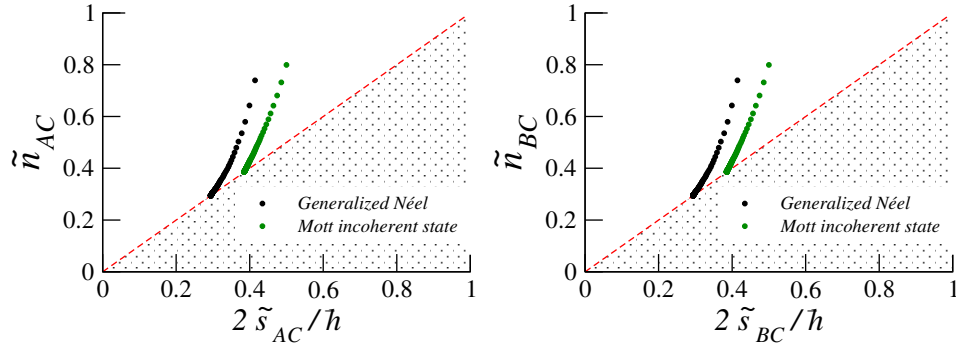 1
0.8
0.6
0.4
0.2
0
ñ_AC
Generalized Néel
Mott incoherent state
0 0.2 0.4 0.6 0.8 1
2 s̃_AC / h
1
0.8
0.6
0.4
0.2
0
ñ_BC
Generalized Néel
Mott incoherent state
0 0.2 0.4 0.6 0.8 1
2 s̃_BC / h